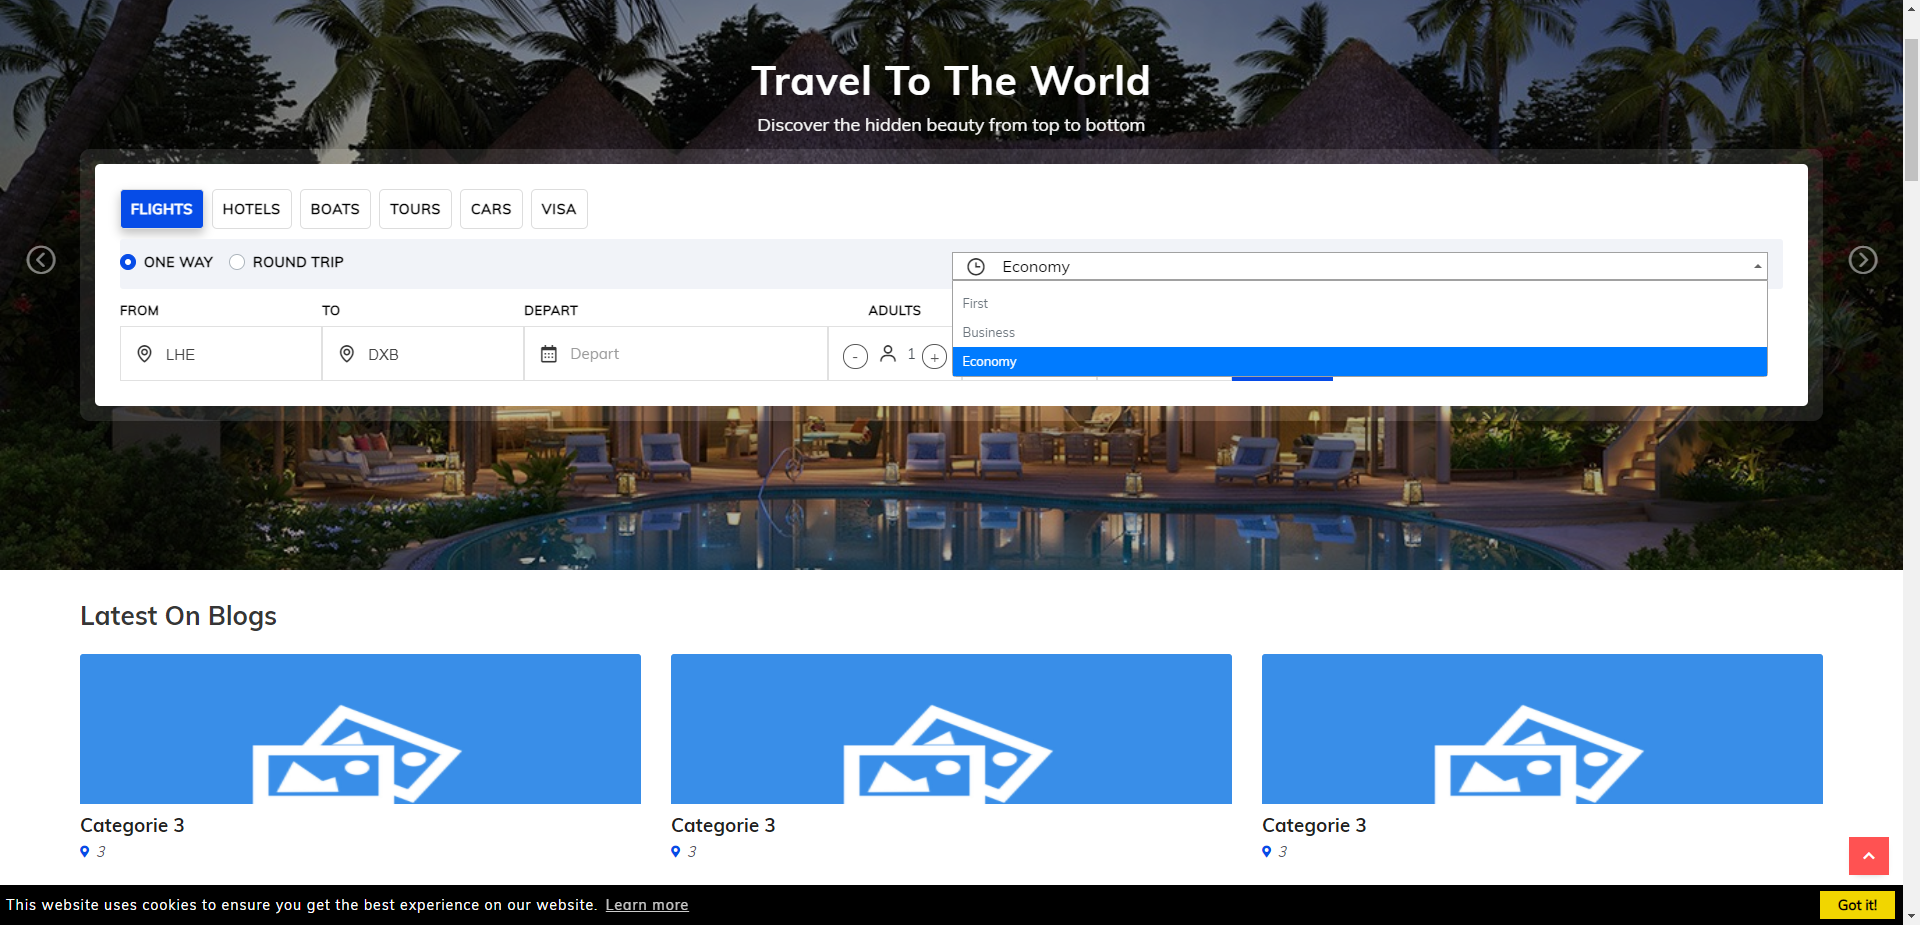 Travel To The World
Discover the hidden beauty from top to bottom
FLIGHTS HOTELS BOATS TOURS CARS VISA
ONE WAY ROUND TRIP Economy
First
Business
Economy
FROM TO DEPART ADULTS
LHE DXB Depart - 1 +
Latest On Blogs
Categorie 3 Categorie 3 Categorie 3
3 3 3
This website uses cookies to ensure you get the best experience on our website. Learn more Got it!